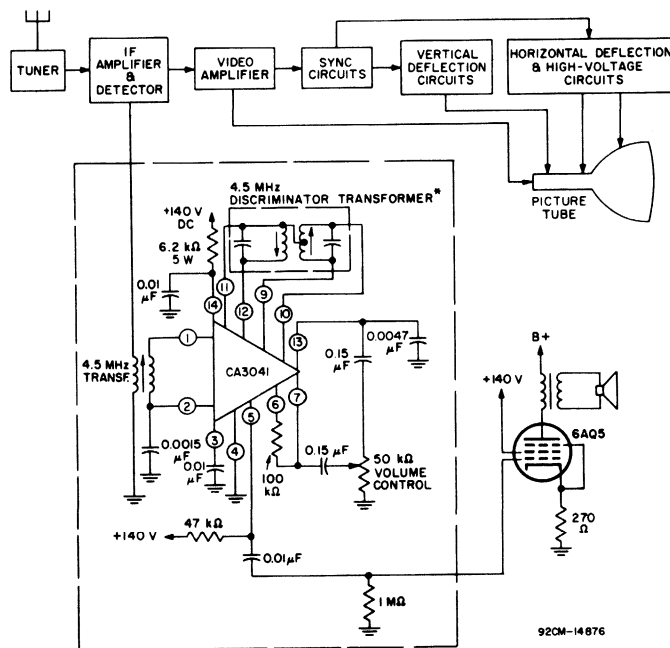 TUNER
IF
AMPLIFIER
&
DETECTOR
VIDEO
AMPLIFIER
SYNC
CIRCUITS
VERTICAL
DEFLECTION
CIRCUITS
HORIZONTAL DEFLECTION
& HIGH-VOLTAGE
CIRCUITS
PICTURE
TUBE
4.5 MHz
DISCRIMINATOR TRANSFORMER*
+140 V
DC
6.2 kΩ
5 W
0.01
μF
14
11
12
9
10
13
0.15
μF
0.0047
μF
4.5 MHz
TRANSF.
1
2
CA3041
3
4
5
6
7
0.0015
μF
0.01
μF
100
kΩ
0.15 μF
50 kΩ
VOLUME
CONTROL
+140 V
47 kΩ
0.01μF
1 MΩ
B+
+140 V
6AQ5
270
Ω
92CM-14876